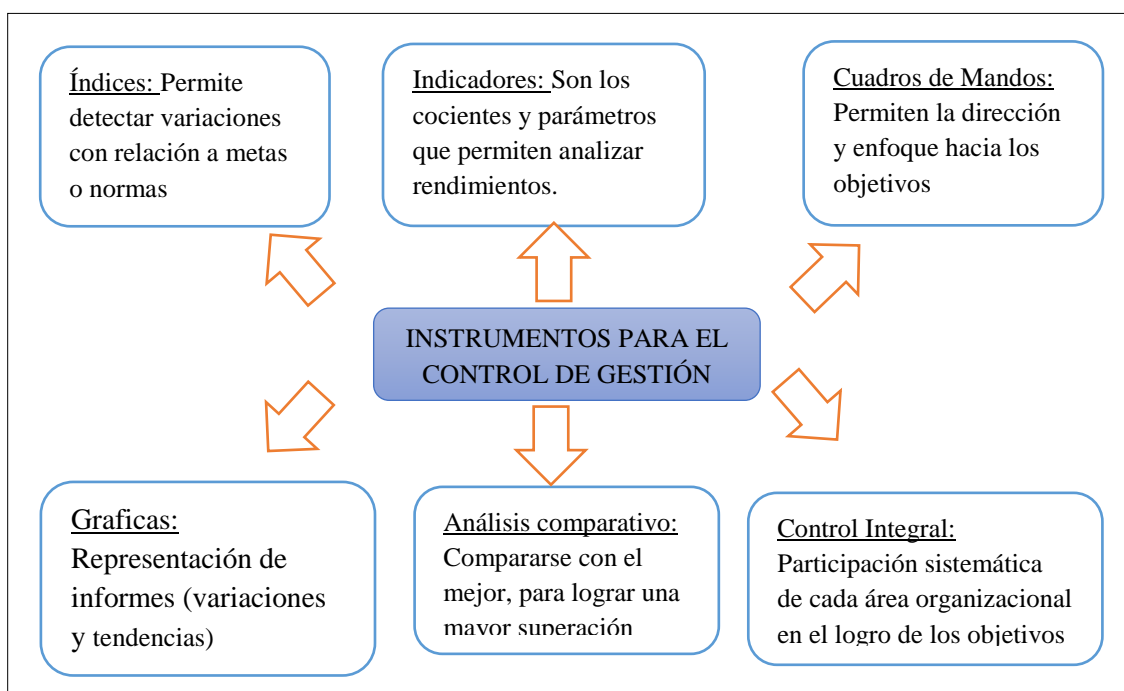 Índices: Permite
detectar variaciones
con relación a metas
o normas
Indicadores: Son los
cocientes y parámetros
que permiten analizar
rendimientos.
Cuadros de Mandos:
Permiten la dirección
y enfoque hacia los
objetivos
INSTRUMENTOS PARA EL
CONTROL DE GESTIÓN
Graficas:
Representación de
informes (variaciones
y tendencias)
Análisis comparativo:
Compararse con el
mejor, para lograr una
mayor superación
Control Integral:
Participación sistemática
de cada área organizacional
en el logro de los objetivos